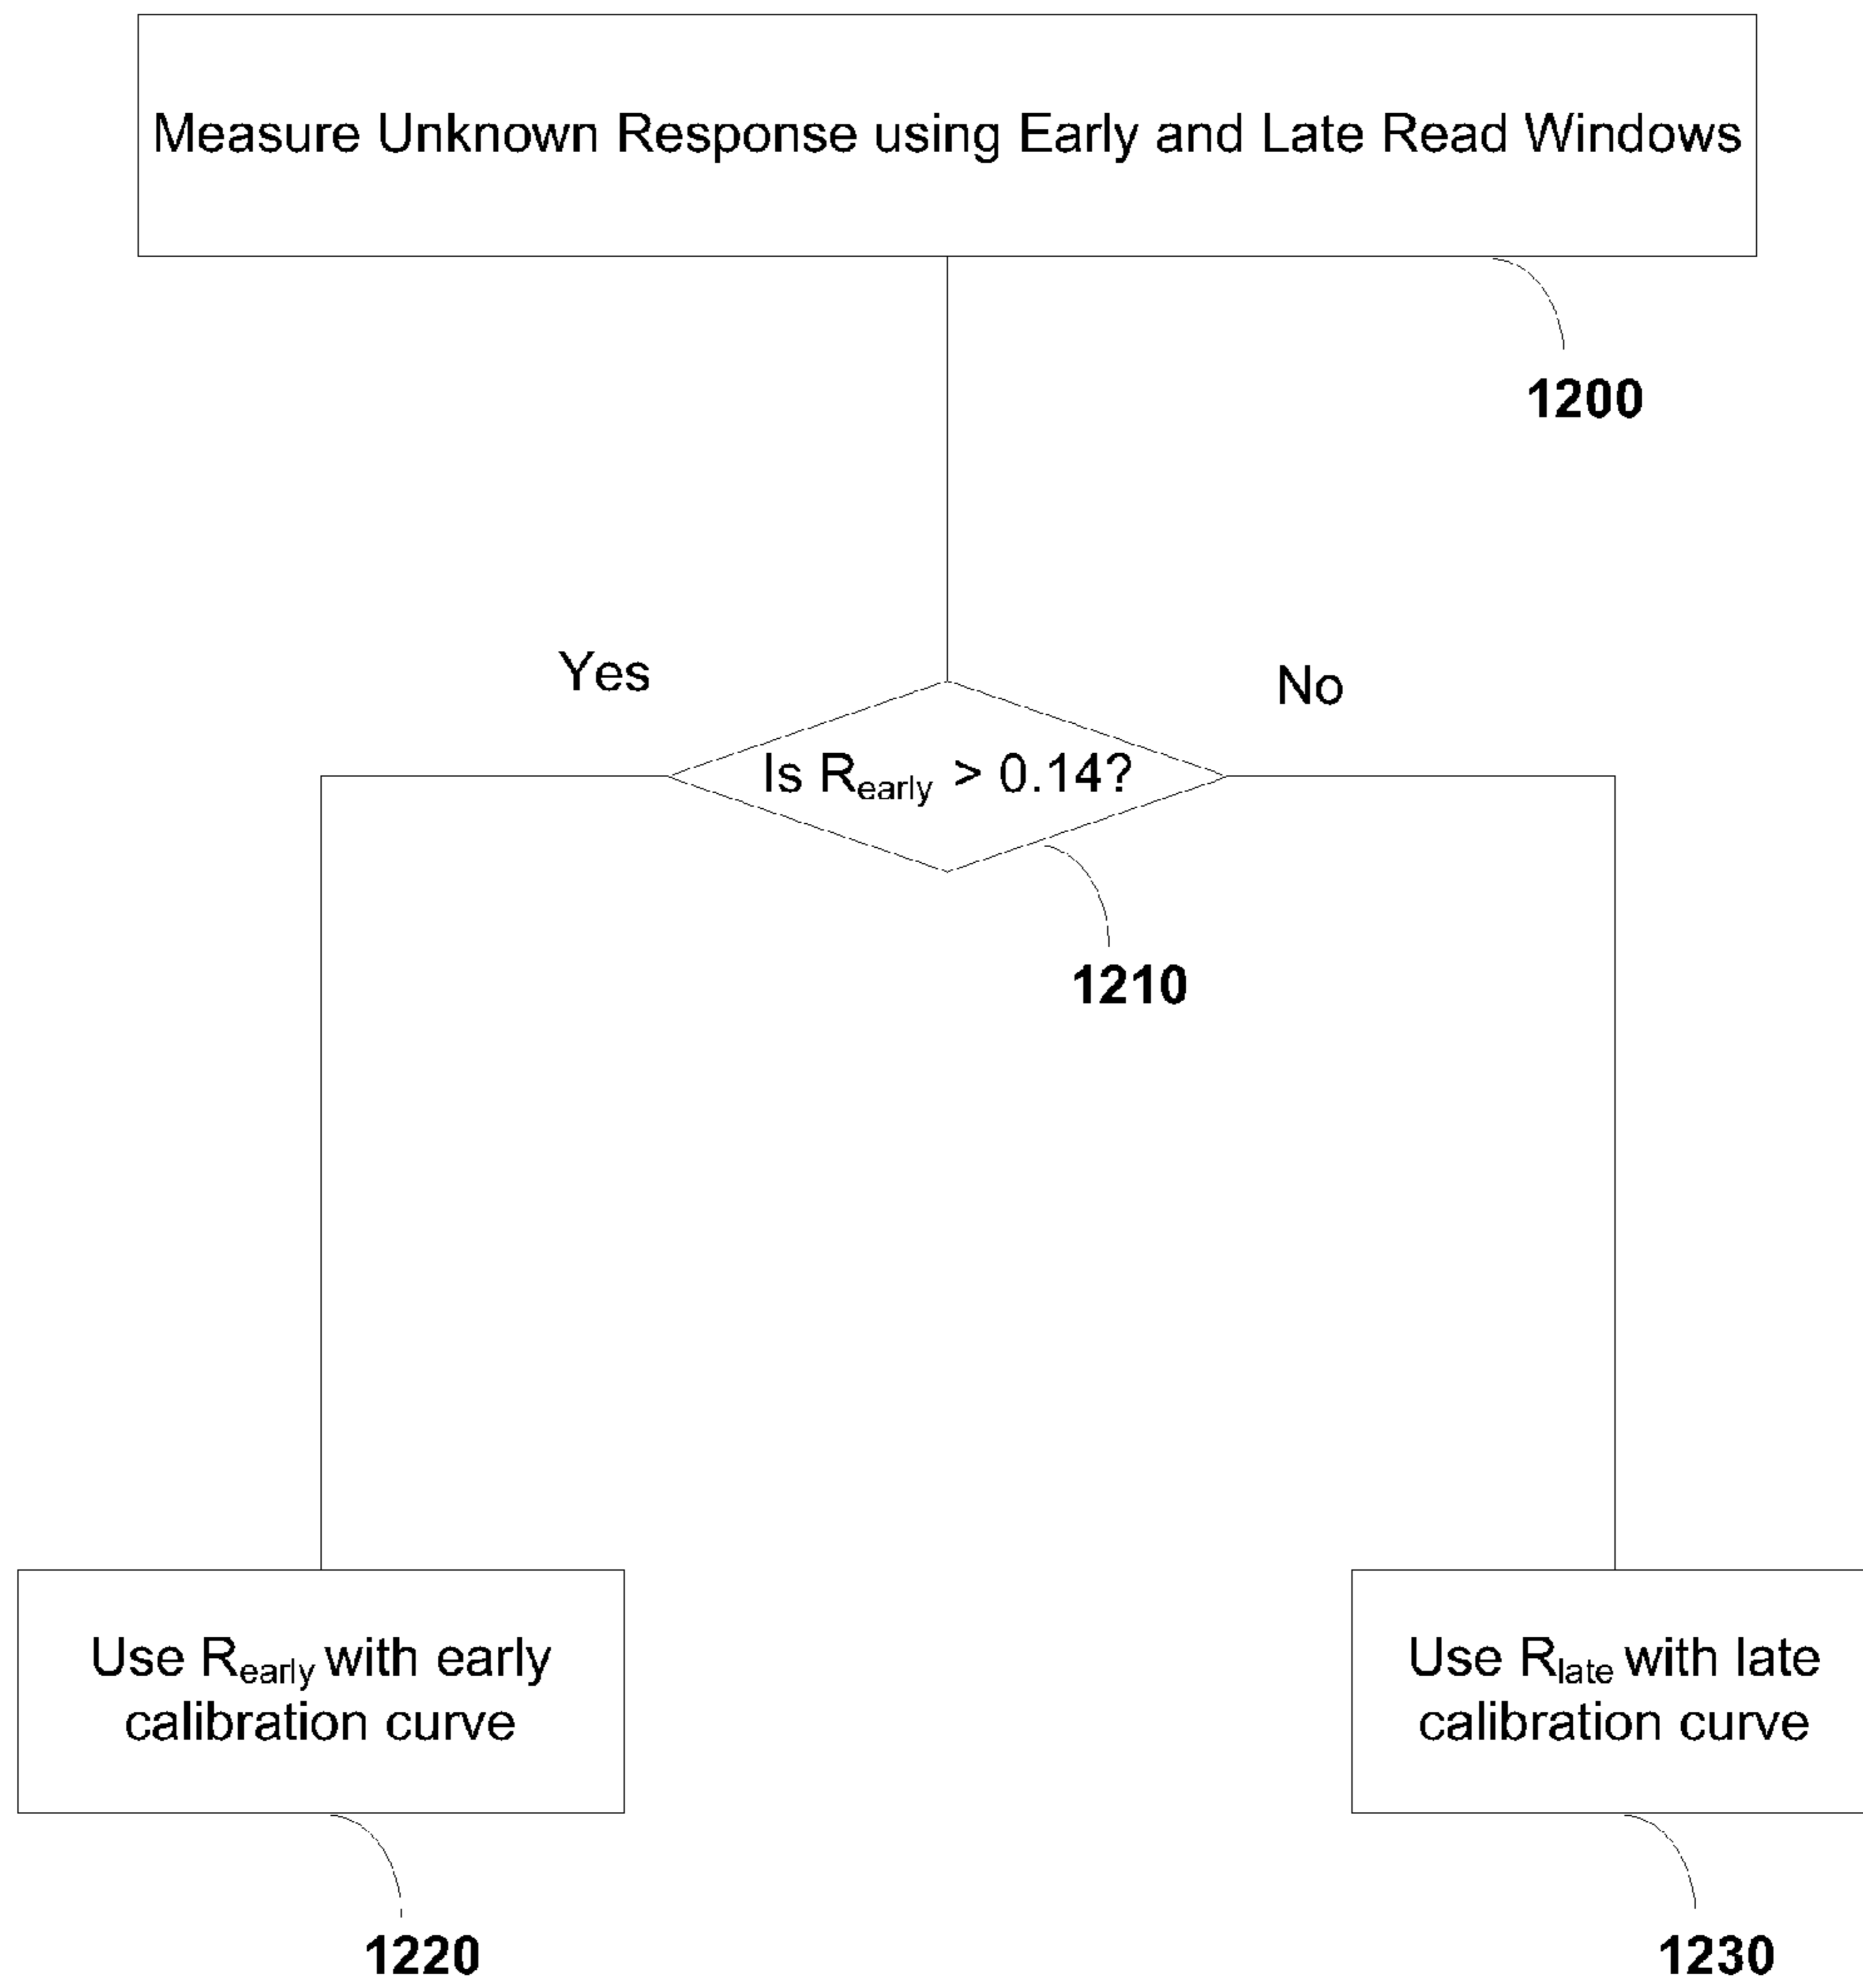 Measure Unknown Response using Early and Late Read Windows
1200
Yes
No
Is Rearly > 0.14?
1210
Use Rearly with early
calibration curve
Use Rlate with late
calibration curve
1220
1230